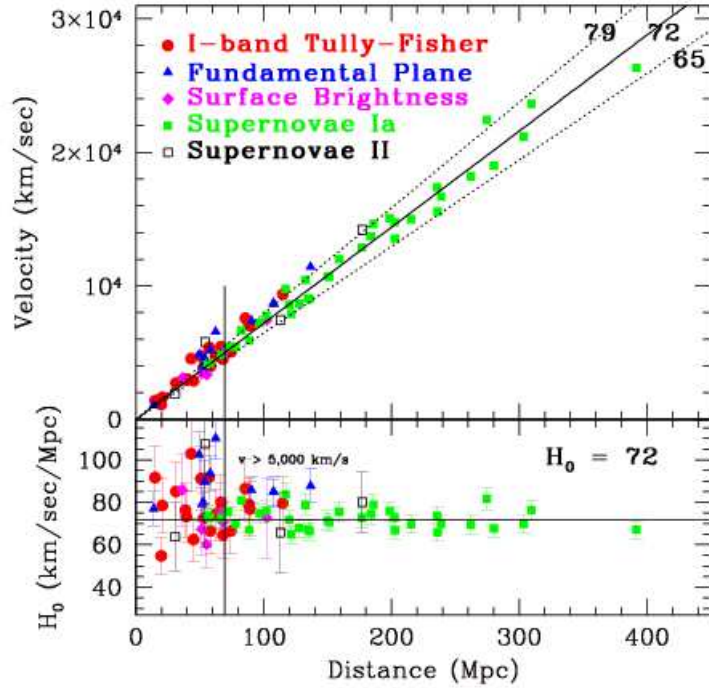 3×10⁴
79
72
65
I-band Tully-Fisher
Fundamental Plane
Surface Brightness
Supernovae Ia
Supernovae II
2×10⁴
10⁴
0
Velocity (km/sec)
v > 5,000 km/s
H₀ = 72
100
80
60
40
H₀ (km/sec/Mpc)
0 100 200 300 400
Distance (Mpc)